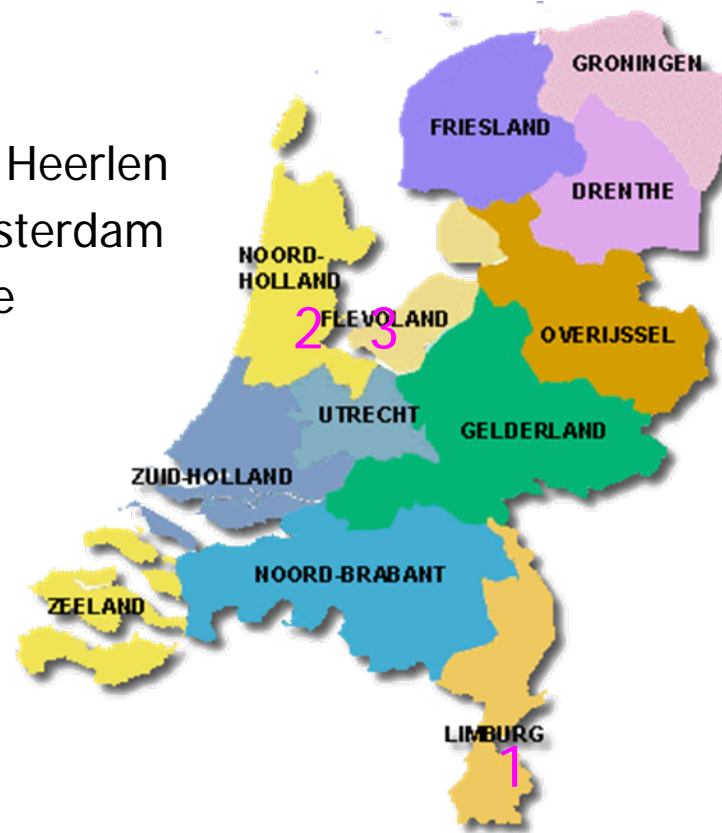 Heerlen
sterdam
e
GRONINGEN
FRIESLAND
DRENTHE
NOORD-
HOLLAND
2
FLEVOLAND
3
OVERIJSSEL
UTRECHT
GELDERLAND
ZUID-HOLLAND
NOORD-BRABANT
ZEELAND
LIMBURG
1